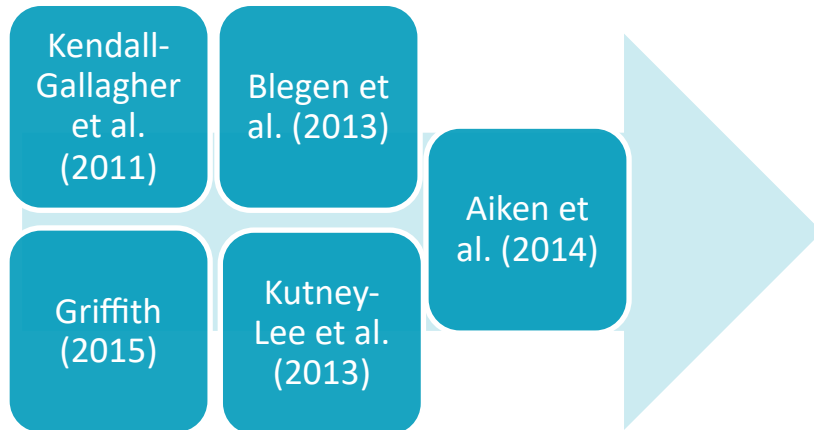 Kendall-
Gallagher
et al.
(2011)
Blegen et
al. (2013)
Aiken et
al. (2014)
Griffith
(2015)
Kutney-
Lee et al.
(2013)